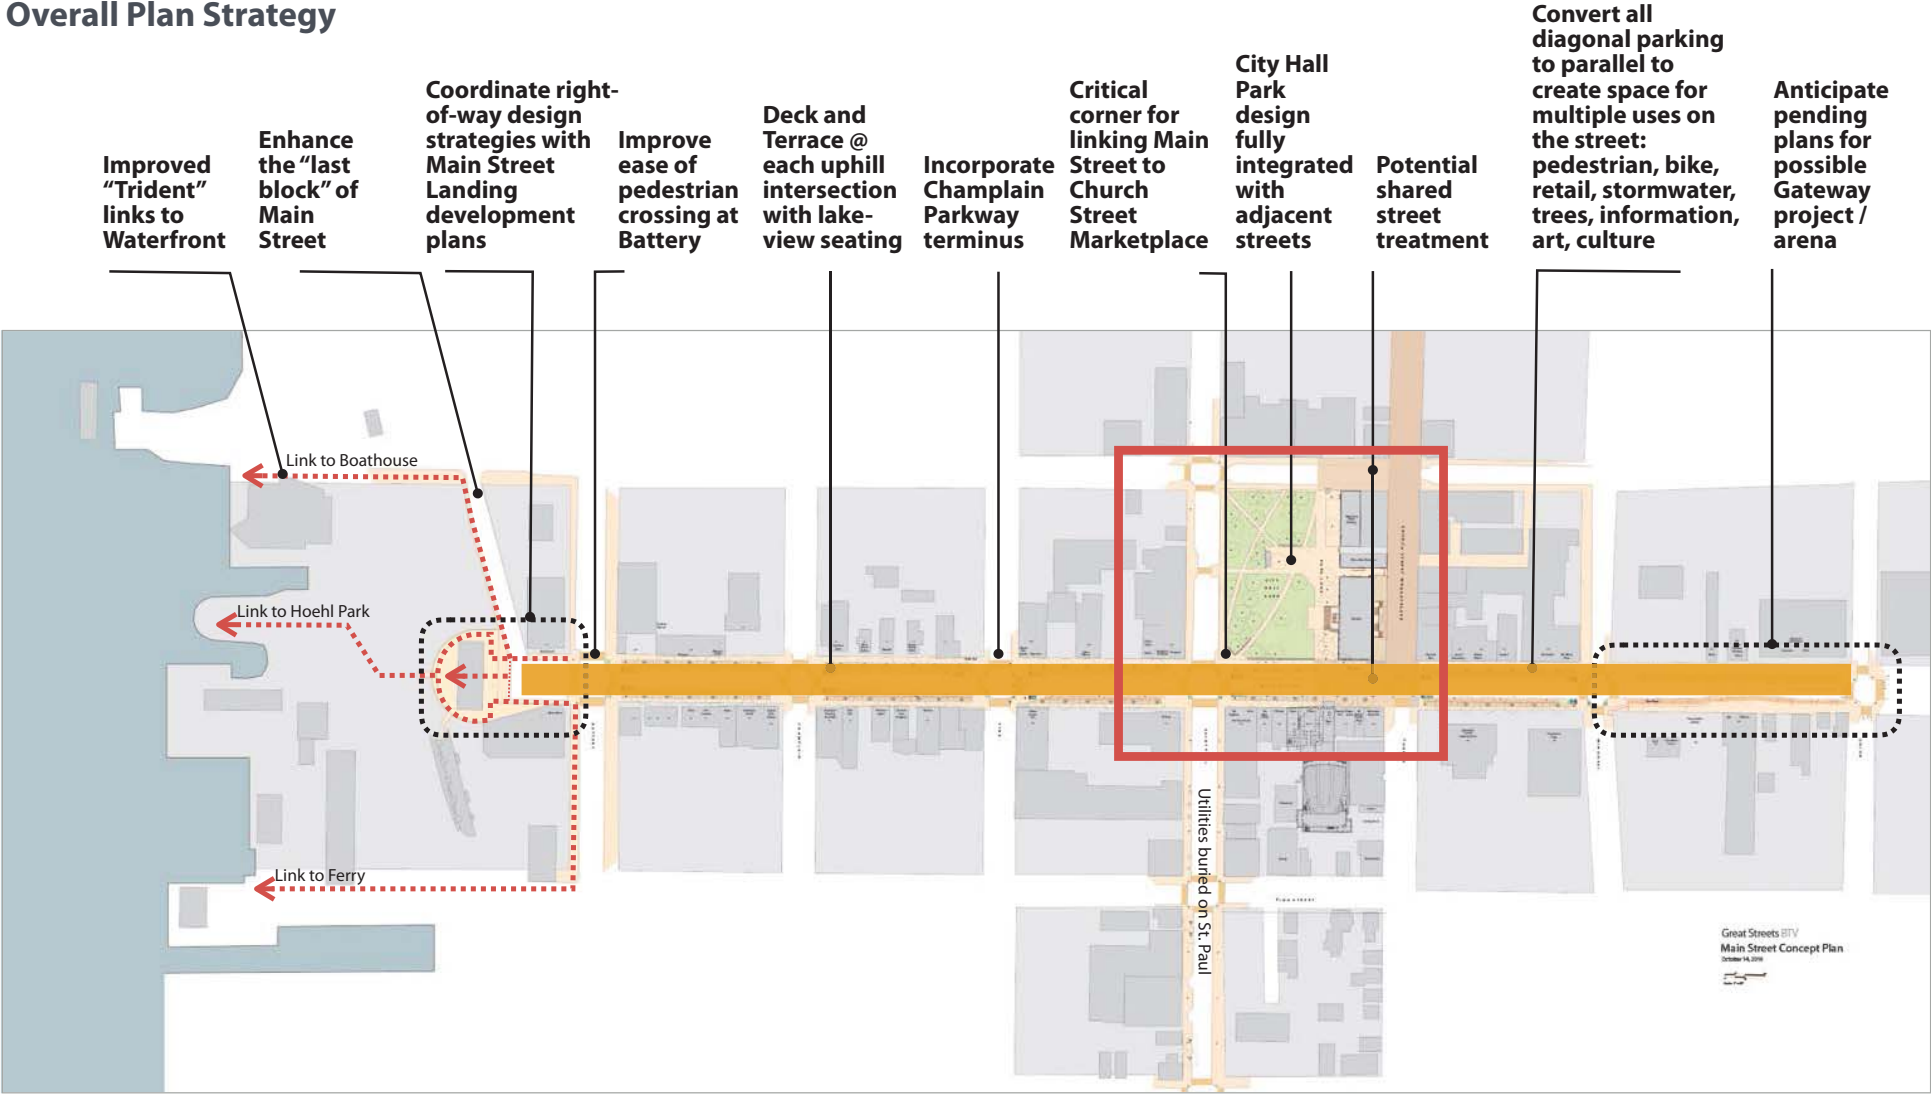 Overall Plan Strategy
Improved
“Trident”
links to
Waterfront
Enhance
the “last
block” of
Main
Street
Coordinate right-
of-way design
strategies with
Main Street
Landing
development
plans
Improve
ease of
pedestrian
crossing at
Battery
Deck and
Terrace @
each uphill
intersection
with lake-
view seating
Incorporate
Champlain
Parkway
terminus
Critical
corner for
linking Main
Street to
Church
Street
Marketplace
City Hall
Park
design
fully
integrated
with
adjacent
streets
Potential
shared
street
treatment
Convert all
diagonal parking
to parallel to
create space for
multiple uses on
the street:
pedestrian, bike,
retail, stormwater,
trees, information,
art, culture
Anticipate
pending
plans for
possible
Gateway
project /
arena
Link to Boathouse
Link to Hoehl Park
Link to Ferry
Utilities buried on St. Paul
CITY
HALL
PARK
Great Streets BTV
Main Street Concept Plan
October 14, 2016